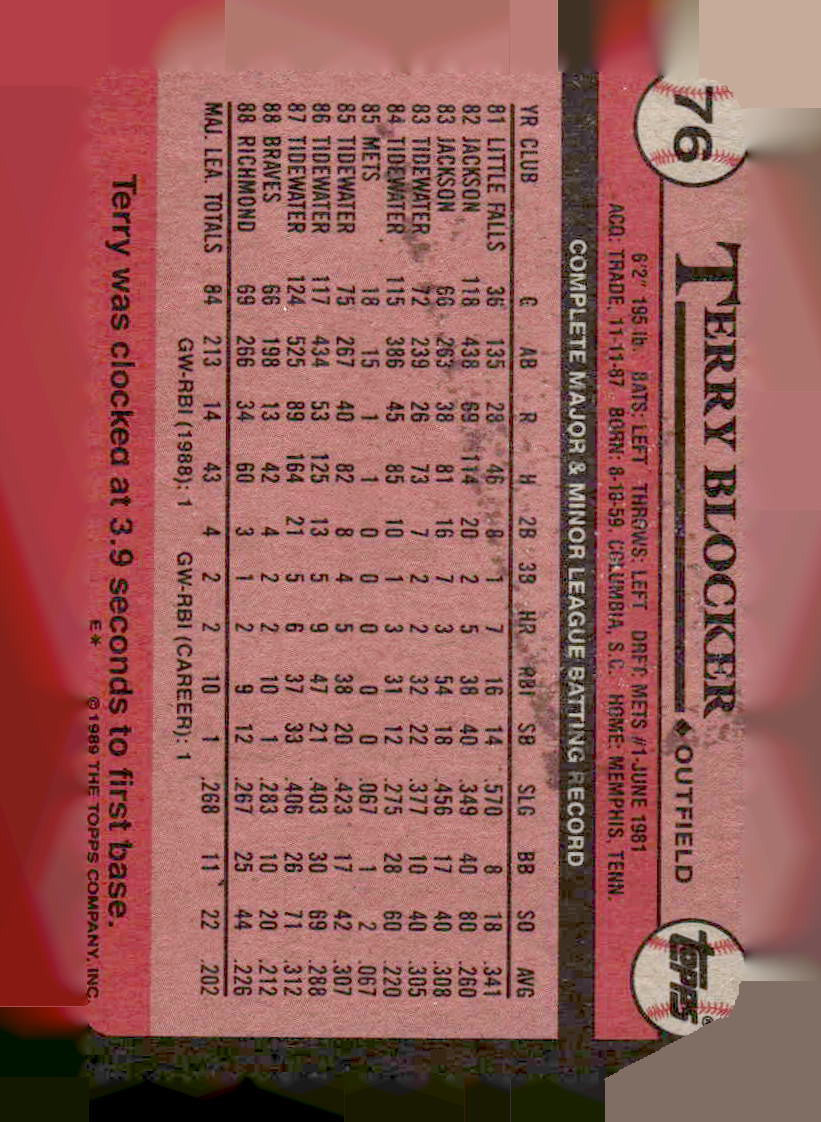 76
TERRY BLOCKER ♦OUTFIELD
topps®
6'2" 195 lb. BATS: LEFT THROWS: LEFT DRFT: METS #1-JUNE 1981
ACQ: TRADE, 11-11-87 BORN: 8-18-59, COLUMBIA, S.C. HOME: MEMPHIS, TENN.
COMPLETE MAJOR & MINOR LEAGUE BATTING RECORD
YR CLUB G AB R H 2B 3B HR RBI SB SLG BB SO AVG
81 LITTLE FALLS 36 135 28 46 8 1 7 16 14 .570 8 18 .341
82 JACKSON 118 438 69 114 20 2 5 38 40 .349 40 80 .260
83 JACKSON 66 263 38 81 16 7 3 54 18 .456 17 40 .308
83 TIDEWATER 72 239 26 73 7 2 2 32 22 .377 10 40 .305
84 TIDEWATER 115 386 45 85 10 1 3 31 12 .275 28 60 .220
85 METS 18 15 1 1 0 0 0 0 0 .067 1 2 .067
85 TIDEWATER 75 267 40 82 8 4 5 38 20 .423 17 42 .307
86 TIDEWATER 117 434 53 125 13 5 9 47 21 .403 30 69 .288
87 TIDEWATER 124 525 89 164 21 5 6 37 33 .406 26 71 .312
88 BRAVES 66 198 13 42 4 2 2 10 1 .283 10 20 .212
88 RICHMOND 69 266 34 60 3 1 2 9 12 .267 25 44 .226
MAJ. LEA. TOTALS 84 213 14 43 4 2 2 10 1 .268 11 22 .202
GW-RBI (1988): 1 GW-RBI (CAREER): 1
Terry was clocked at 3.9 seconds to first base.
E* ©1989 THE TOPPS COMPANY, INC.